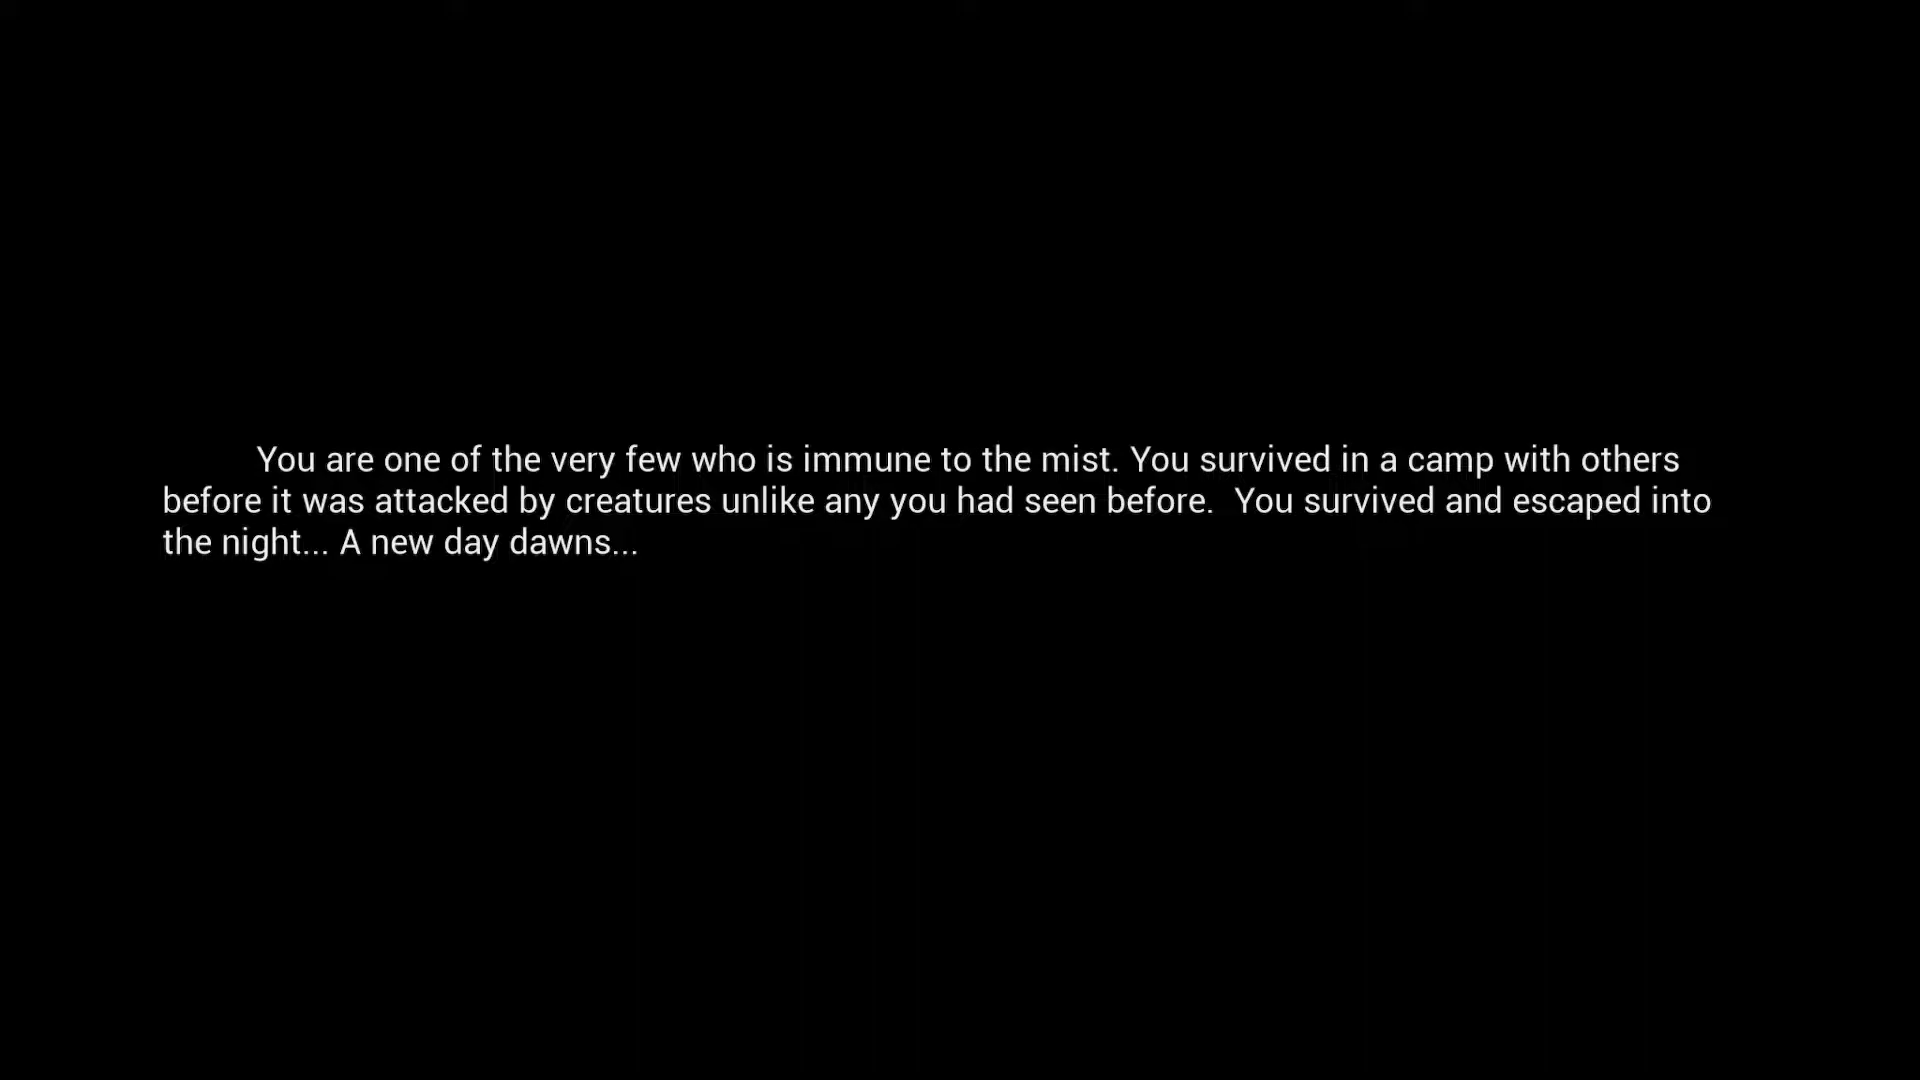 You are one of the very few who is immune to the mist. You survived in a camp with others
before it was attacked by creatures unlike any you had seen before.  You survived and escaped into
the night... A new day dawns...